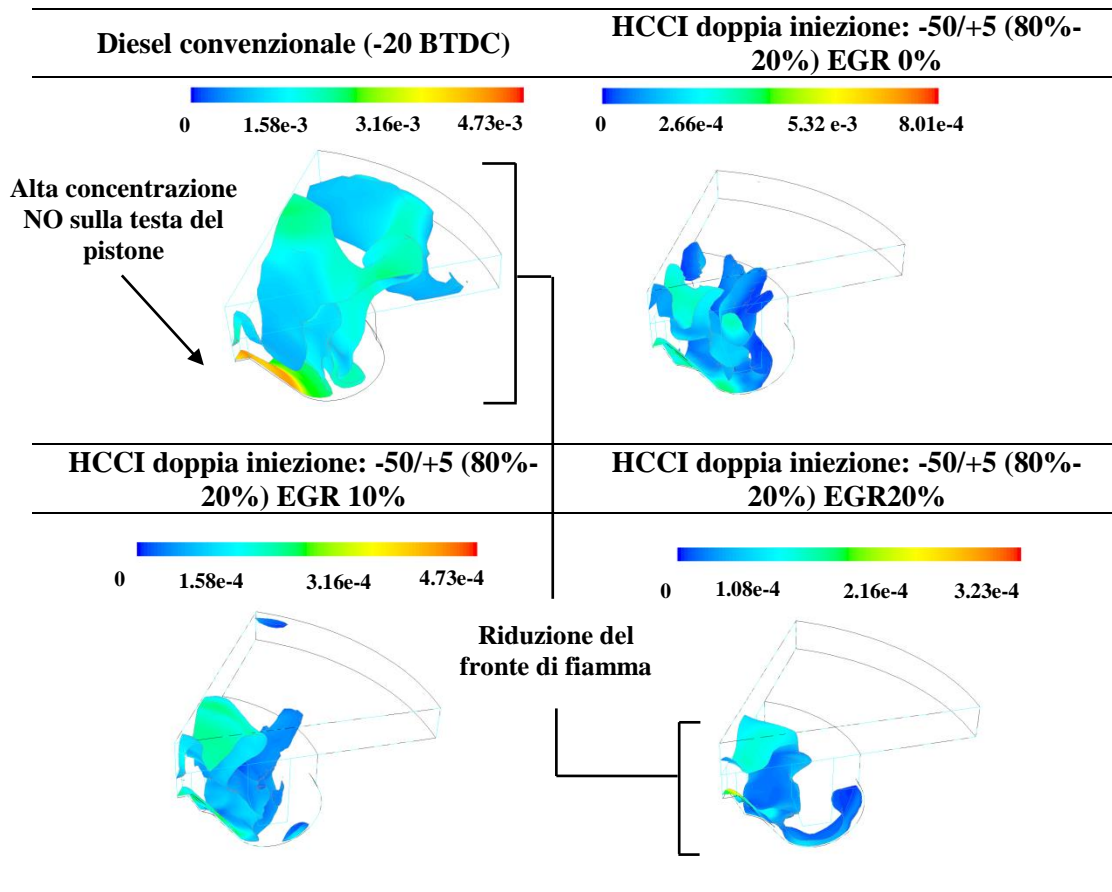 Diesel convenzionale (-20 BTDC)
HCCI doppia iniezione: -50/+5 (80%-
20%) EGR 0%
0 1.58e-3 3.16e-3 4.73e-3
0 2.66e-4 5.32 e-3 8.01e-4
Alta concentrazione
NO sulla testa del
pistone
HCCI doppia iniezione: -50/+5 (80%-
20%) EGR 10%
HCCI doppia iniezione: -50/+5 (80%-
20%) EGR20%
0 1.58e-4 3.16e-4 4.73e-4
0 1.08e-4 2.16e-4 3.23e-4
Riduzione del
fronte di fiamma